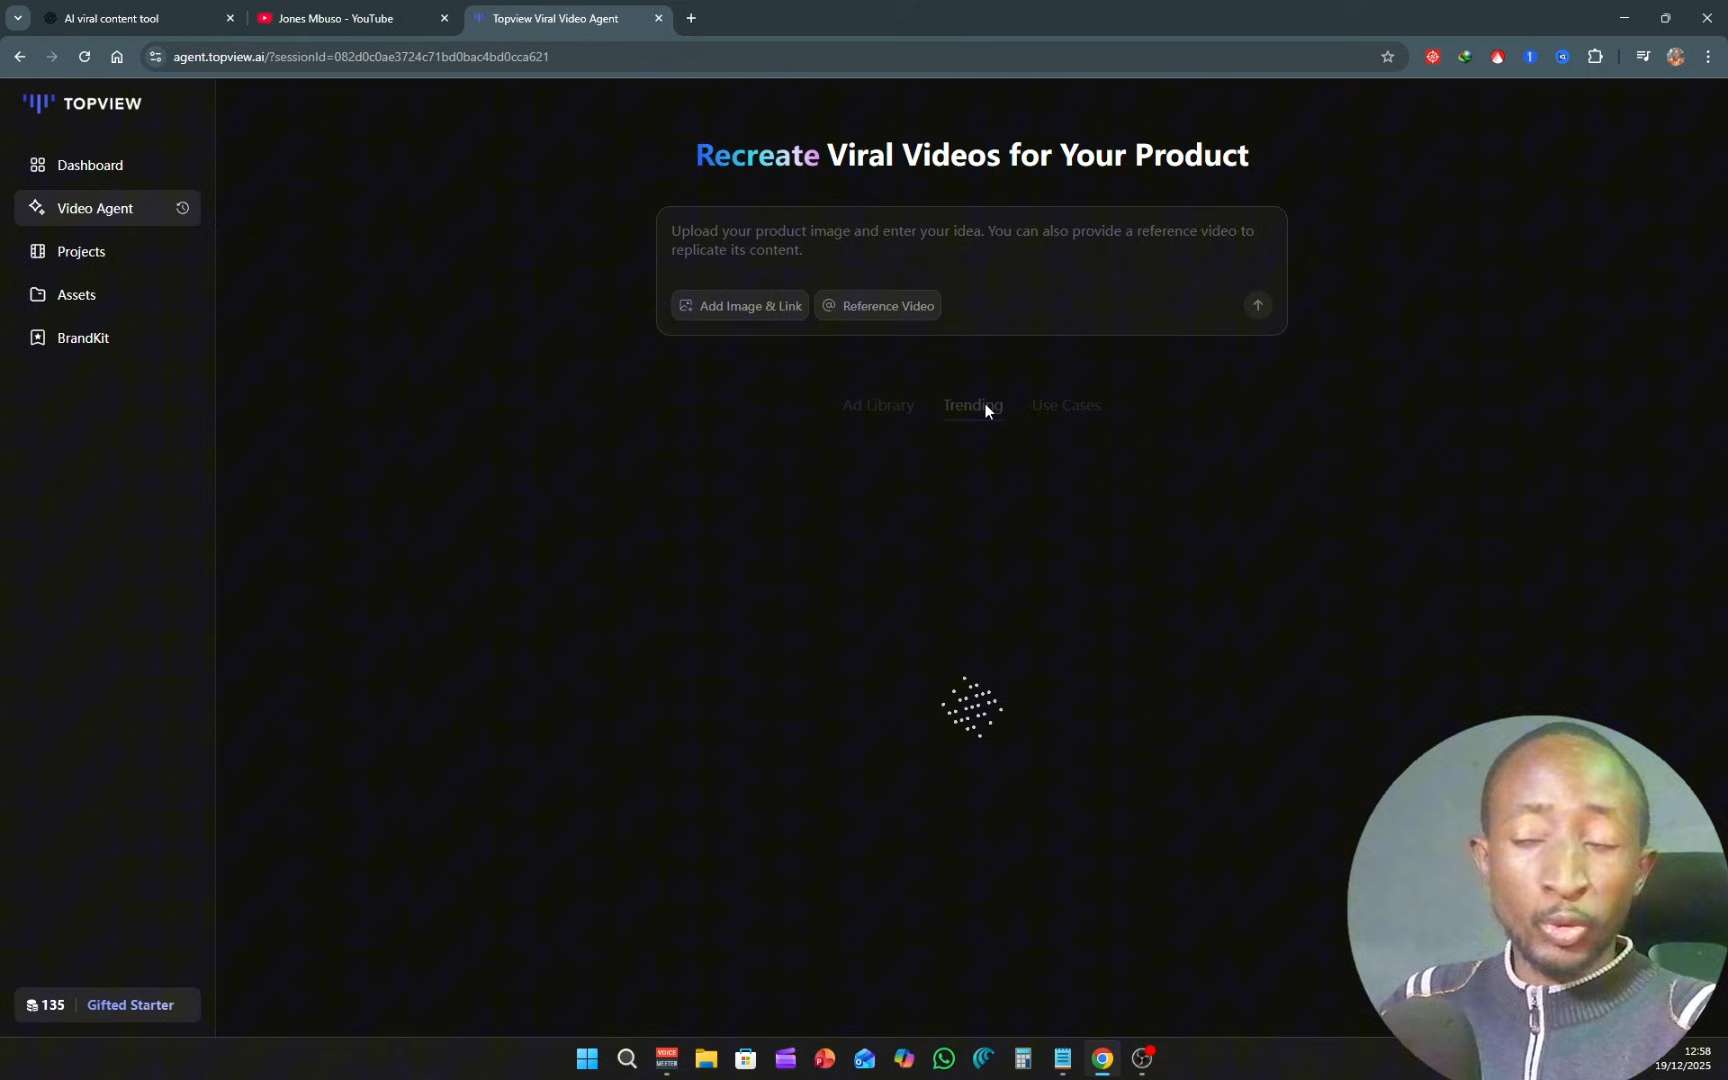 AI viral content tool
Jones Mbuso - YouTube
Topview Viral Video Agent
agent.topview.ai/?sessionId=082d0c0ae3724c71bd0bac4bd0cca621
TOPVIEW
Dashboard
Video Agent
Projects
Assets
BrandKit
Recreate Viral Videos for Your Product
Upload your product image and enter your idea. You can also provide a reference video to
replicate its content.
Add Image & Link
Reference Video
Ad Library
Trending
Use Cases
135
Gifted Starter
VOICE
MEETER
12:58
19/12/2025